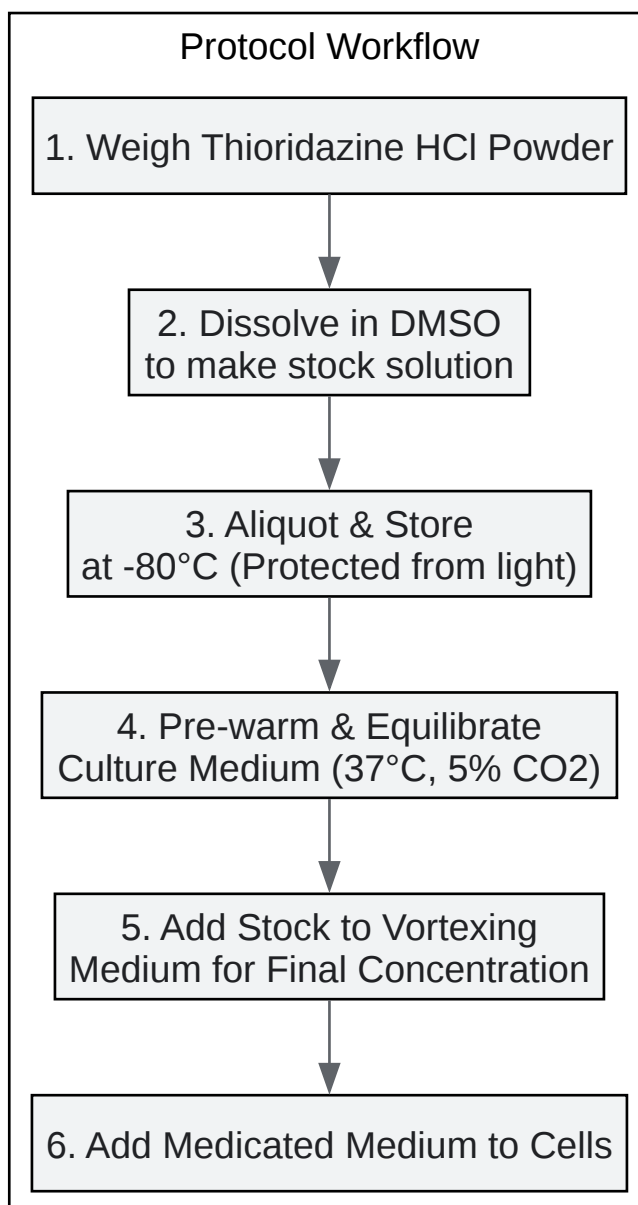 Protocol Workflow
1. Weigh Thioridazine HCl Powder
2. Dissolve in DMSO
to make stock solution
3. Aliquot & Store
at -80°C (Protected from light)
4. Pre-warm & Equilibrate
Culture Medium (37°C, 5% CO2)
5. Add Stock to Vortexing
Medium for Final Concentration
6. Add Medicated Medium to Cells